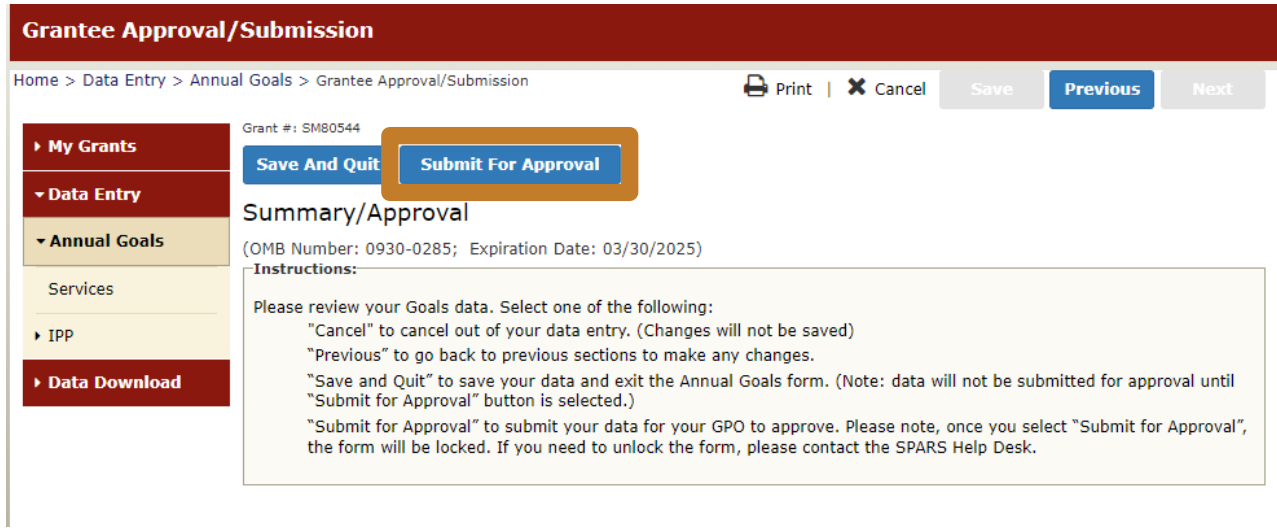 Grantee Approval/Submission
Home > Data Entry > Annual Goals > Grantee Approval/Submission
Print | Cancel Save Previous Next
My Grants
Data Entry
Annual Goals
Services
IPP
Data Download
Grant #: SM80544
Save And Quit Submit For Approval
Summary/Approval
(OMB Number: 0930-0285; Expiration Date: 03/30/2025)
Instructions:
Please review your Goals data. Select one of the following:
"Cancel" to cancel out of your data entry. (Changes will not be saved)
“Previous” to go back to previous sections to make any changes.
“Save and Quit” to save your data and exit the Annual Goals form. (Note: data will not be submitted for approval until
“Submit for Approval” button is selected.)
“Submit for Approval” to submit your data for your GPO to approve. Please note, once you select “Submit for Approval”,
the form will be locked. If you need to unlock the form, please contact the SPARS Help Desk.